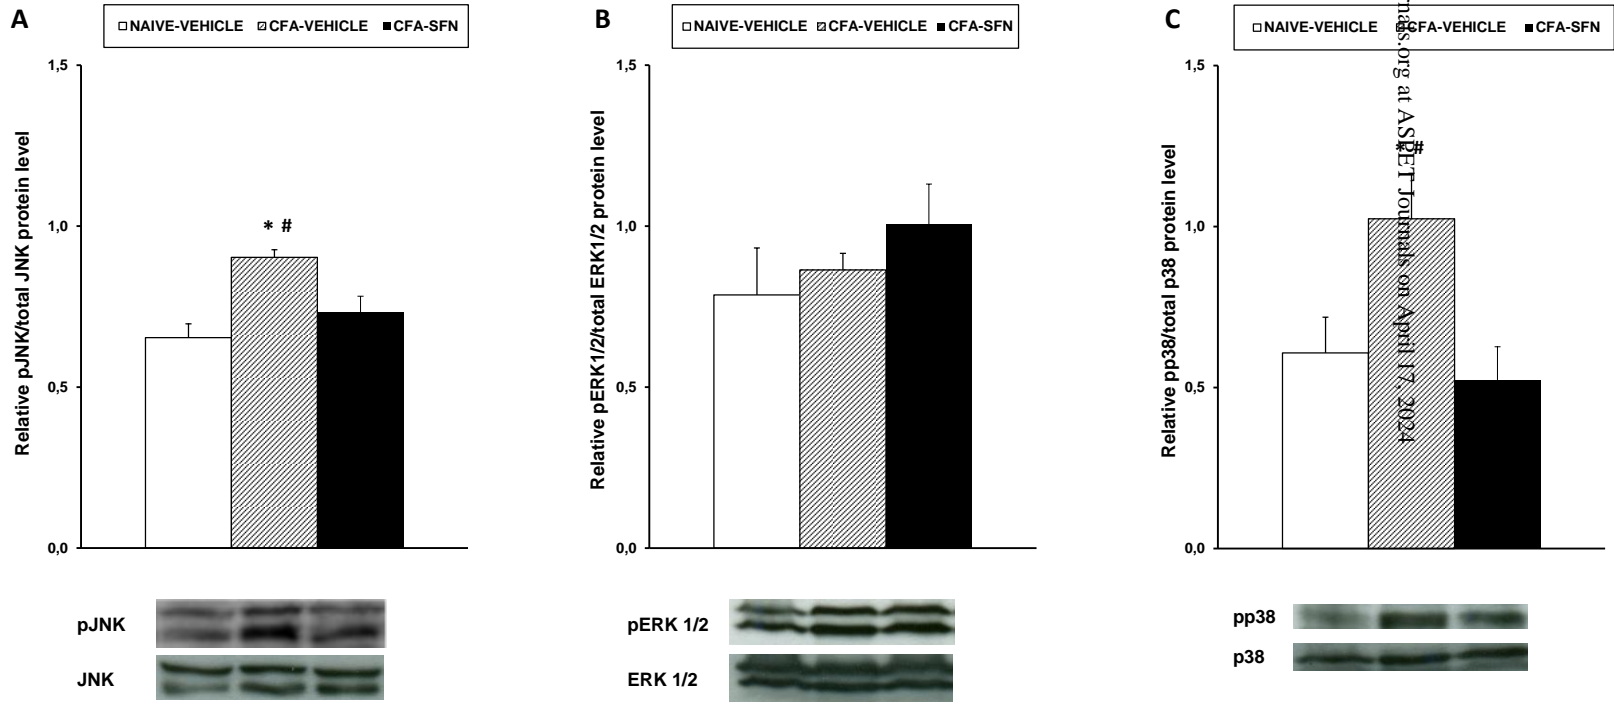 A
NAIVE-VEHICLE CFA-VEHICLE CFA-SFN
Relative pJNK/total JNK protein level
1,5
1,0
0,5
0,0
* #
pJNK
JNK
B
NAIVE-VEHICLE CFA-VEHICLE CFA-SFN
Relative pERK1/2/total ERK1/2 protein level
1,5
1,0
0,5
0,0
pERK 1/2
ERK 1/2
C
NAIVE-VEHICLE CFA-VEHICLE CFA-SFN
Relative pp38/total p38 protein level
1,5
1,0
0,5
0,0
* #
pp38
p38
rnals.org at ASPET Journals on April 17, 2024